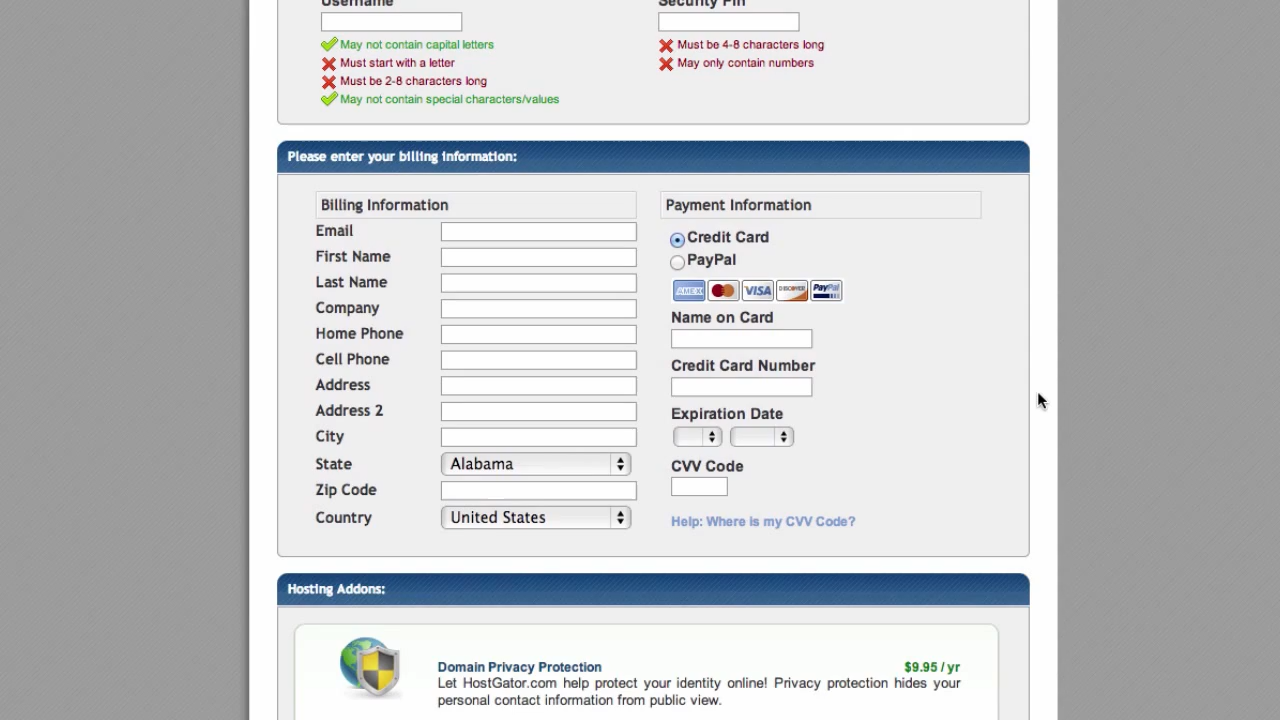 Username
Security Pin
May not contain capital letters
Must start with a letter
Must be 2-8 characters long
May not contain special characters/values
Must be 4-8 characters long
May only contain numbers
Please enter your billing information:
Billing Information
Email
First Name
Last Name
Company
Home Phone
Cell Phone
Address
Address 2
City
State Alabama
Zip Code
Country United States
Payment Information
Credit Card
PayPal
AMEX VISA DISCOVER PayPal
Name on Card
Credit Card Number
Expiration Date
CVV Code
Help: Where is my CVV Code?
Hosting Addons:
Domain Privacy Protection $9.95 / yr
Let HostGator.com help protect your identity online! Privacy protection hides your
personal contact information from public view.